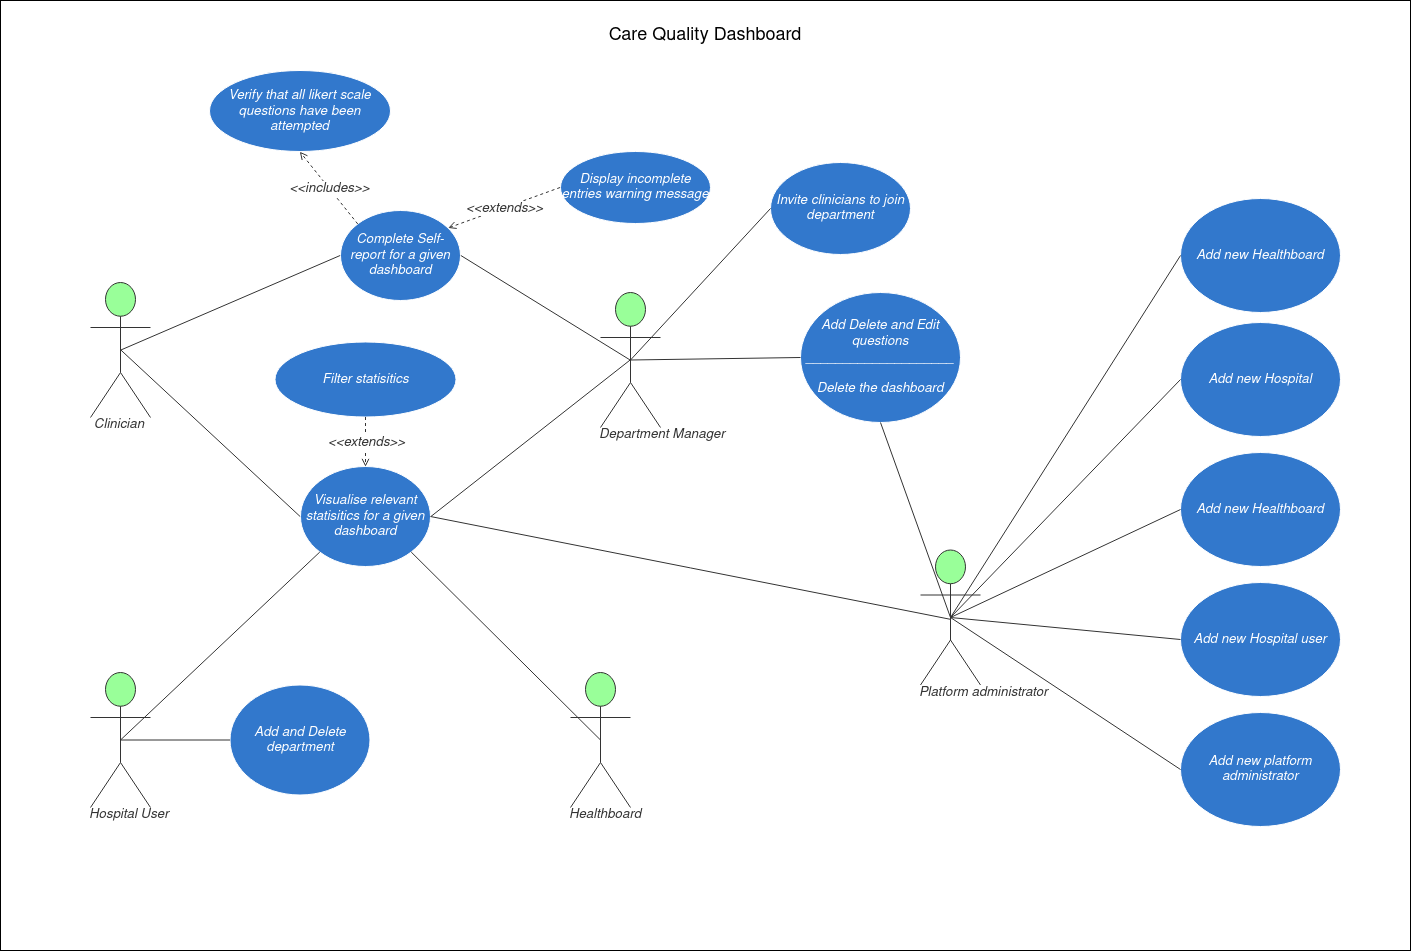 Care Quality Dashboard
Verify that all likert scale
questions have been
attempted
<<includes>>
Display incomplete
entries warning message
<<extends>>
Invite clinicians to join
department
Complete Self-
report for a given
dashboard
Add new Healthboard
Clinician
Filter statisitics
<<extends>>
Department Manager
Add Delete and Edit
questions
Delete the dashboard
Add new Hospital
Visualise relevant
statisitics for a given
dashboard
Add new Healthboard
Add new Hospital user
Platform administrator
Add and Delete
department
Add new platform
administrator
Hospital User
Healthboard